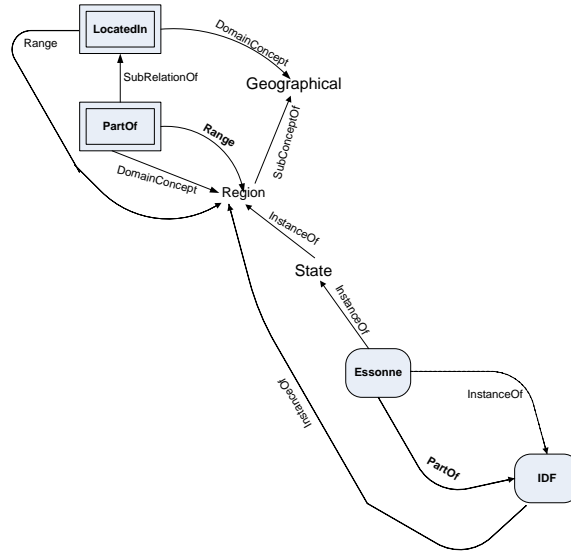 LocatedIn
DomainConcept
Range
SubRelationOf
Geographical
PartOf
Range
SubConceptOf
DomainConcept
Region
InstanceOf
State
InstanceOf
Essonne
InstanceOf
InstanceOf
PartOf
IDF